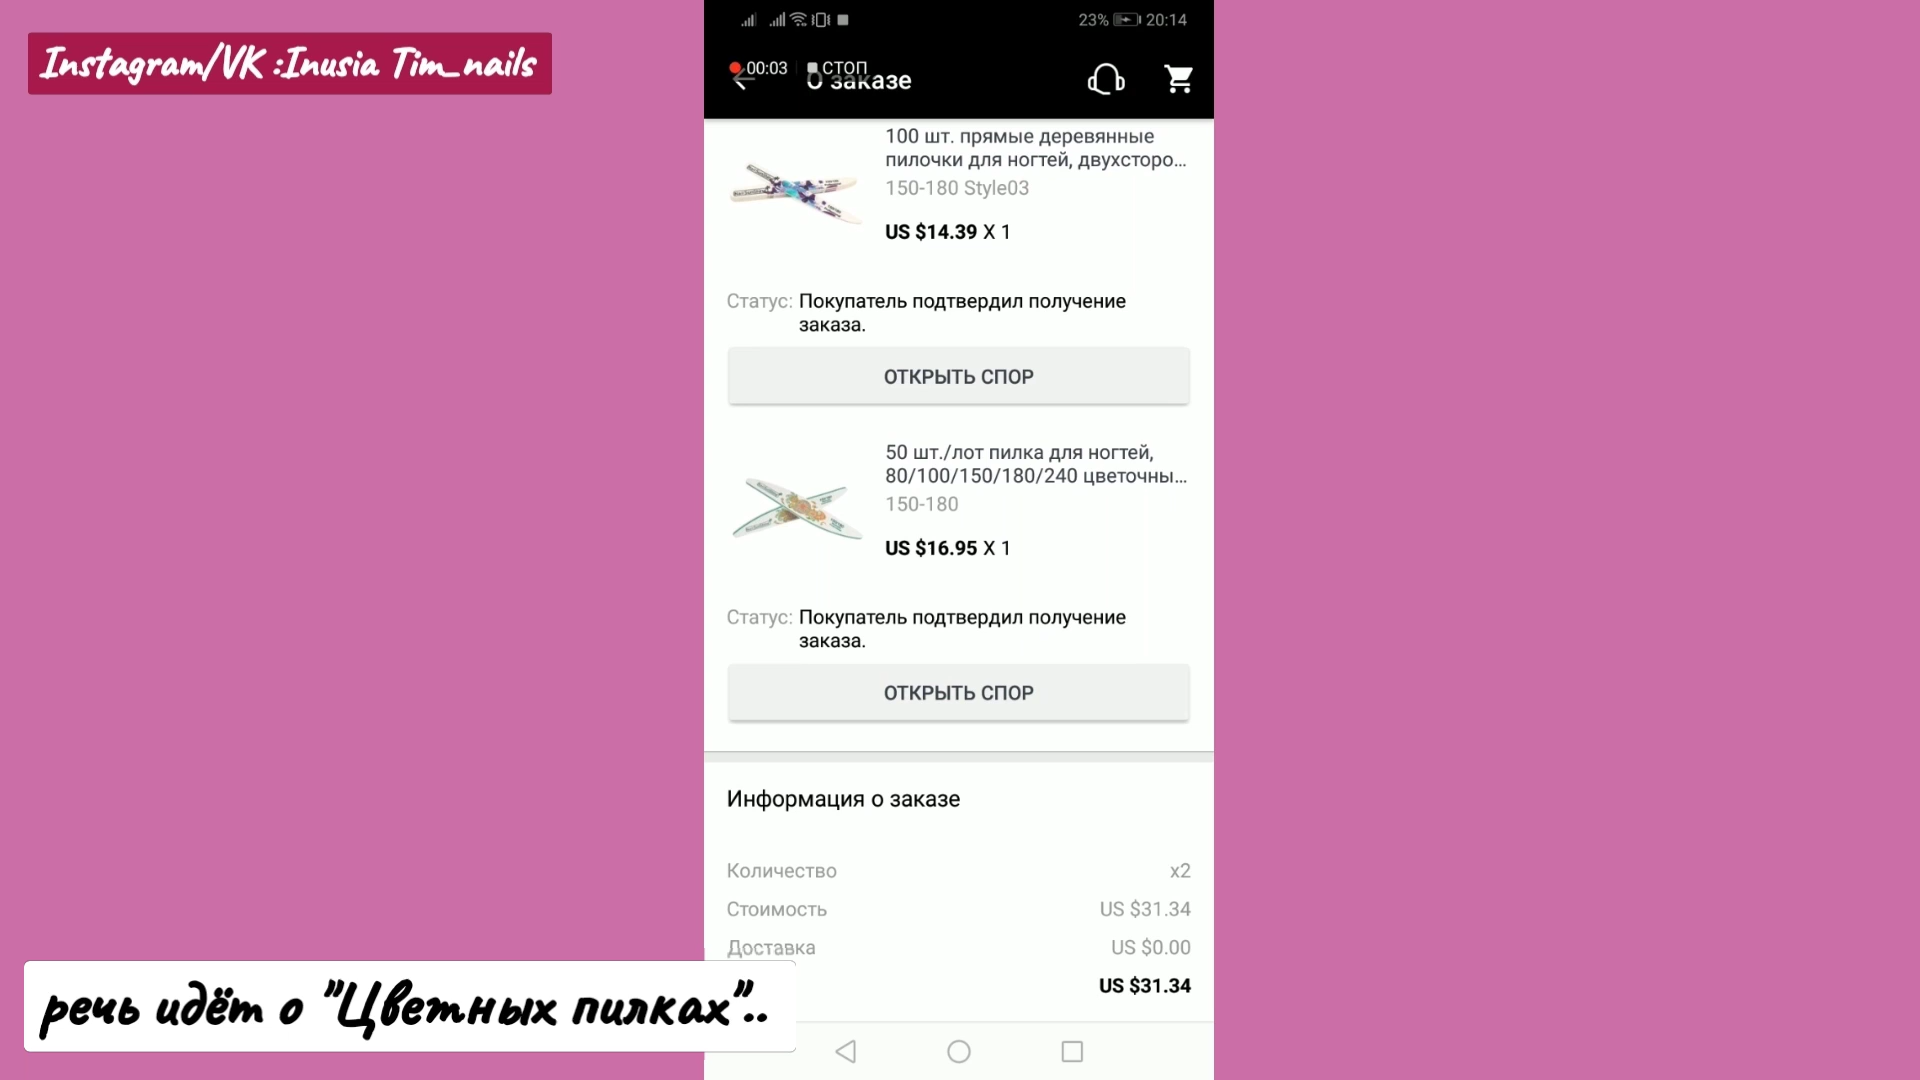 Instagram/VK :Inusia Tim_nails
23% 20:14
00:03 СТОП
О заказе
100 шт. прямые деревянные
пилочки для ногтей, двухсторо...
150-180 Style03
US $14.39 X 1
Статус: Покупатель подтвердил получение
заказа.
ОТКРЫТЬ СПОР
50 шт./лот пилка для ногтей,
80/100/150/180/240 цветочны...
150-180
US $16.95 X 1
Статус: Покупатель подтвердил получение
заказа.
ОТКРЫТЬ СПОР
Информация о заказе
Количество x2
Стоимость US $31.34
Доставка US $0.00
US $31.34
речь идёт о "Цветных пилках"..